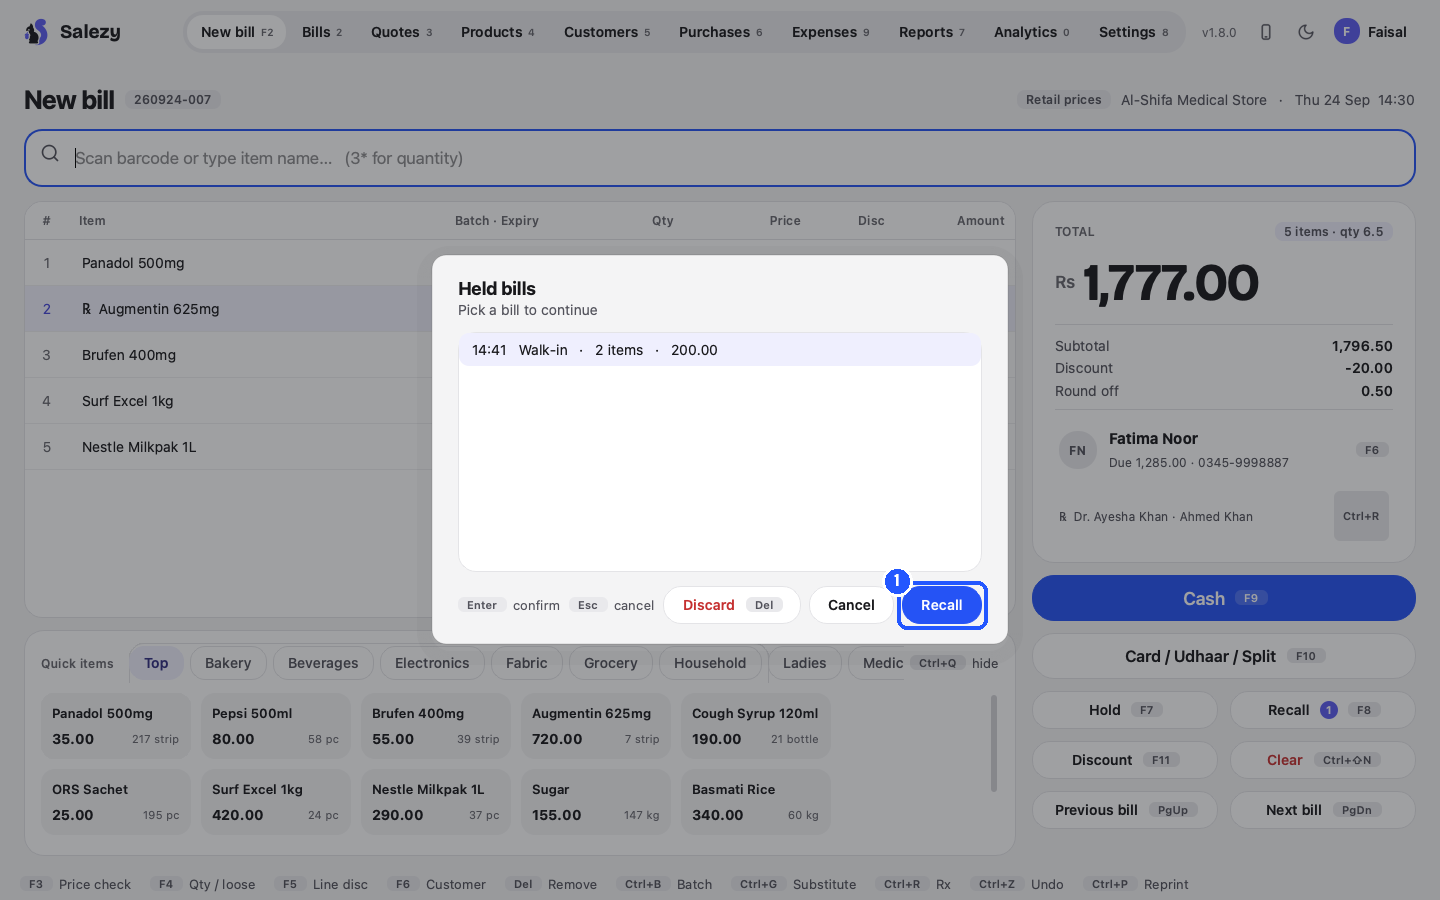 Salezy
New bill F2 Bills 2 Quotes 3 Products 4 Customers 5 Purchases 6 Expenses 9 Reports 7 Analytics 0 Settings 8 v1.8.0 F Faisal
New bill 260924-007 Retail prices Al-Shifa Medical Store · Thu 24 Sep 14:30
Scan barcode or type item name... (3* for quantity)
# Item Batch · Expiry Qty Price Disc Amount
1 Panadol 500mg
2 ℞ Augmentin 625mg
3 Brufen 400mg
4 Surf Excel 1kg
5 Nestle Milkpak 1L
Held bills
Pick a bill to continue
14:41 Walk-in · 2 items · 200.00
Enter confirm Esc cancel Discard Del Cancel 1 Recall
TOTAL 5 items · qty 6.5
Rs 1,777.00
Subtotal 1,796.50
Discount -20.00
Round off 0.50
FN Fatima Noor F6
Due 1,285.00 · 0345-9998887
℞ Dr. Ayesha Khan · Ahmed Khan Ctrl+R
Cash F9
Card / Udhaar / Split F10
Hold F7 Recall 1 F8
Discount F11 Clear Ctrl+⇧N
Previous bill PgUp Next bill PgDn
Quick items Top Bakery Beverages Electronics Fabric Grocery Household Ladies Medic Ctrl+Q hide
Panadol 500mg Pepsi 500ml Brufen 400mg Augmentin 625mg Cough Syrup 120ml
35.00 217 strip 80.00 58 pc 55.00 39 strip 720.00 7 strip 190.00 21 bottle
ORS Sachet Surf Excel 1kg Nestle Milkpak 1L Sugar Basmati Rice
25.00 195 pc 420.00 24 pc 290.00 37 pc 155.00 147 kg 340.00 60 kg
F3 Price check F4 Qty / loose F5 Line disc F6 Customer Del Remove Ctrl+B Batch Ctrl+G Substitute Ctrl+R Rx Ctrl+Z Undo Ctrl+P Reprint